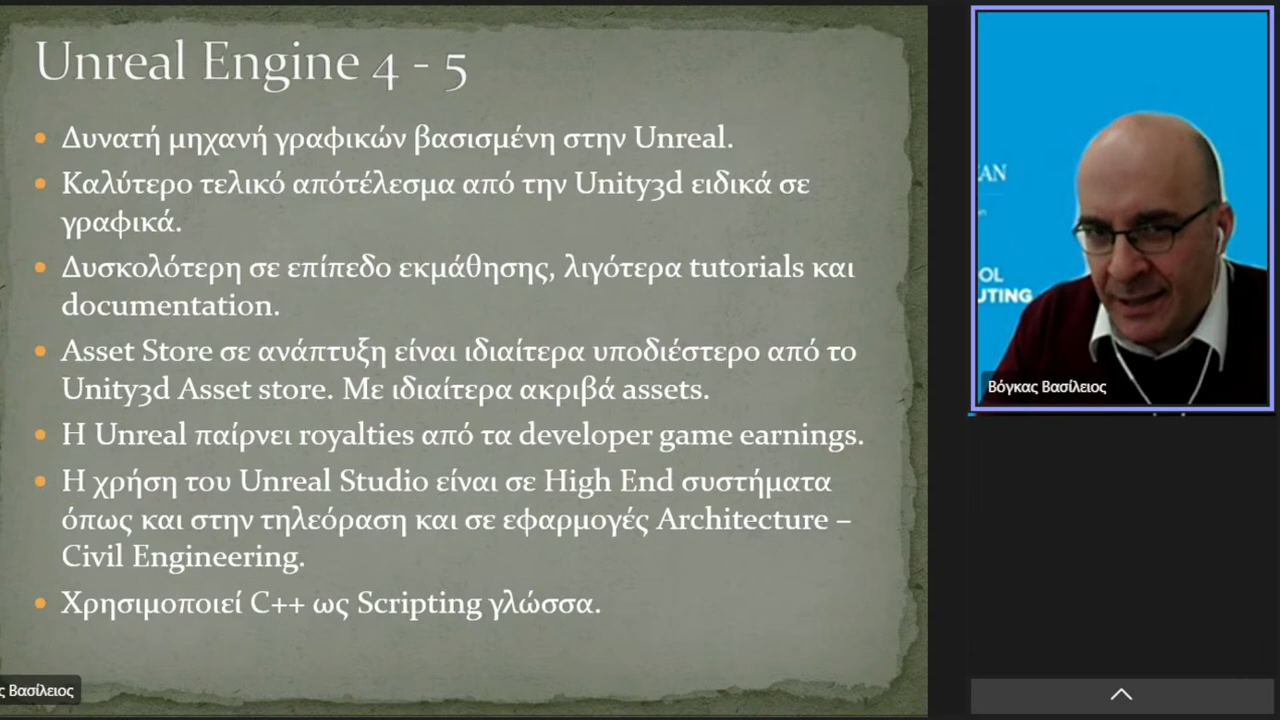 Unreal Engine 4 - 5
• Δυνατή μηχανή γραφικών βασισμένη στην Unreal.
• Καλύτερο τελικό απότέλεσμα από την Unity3d ειδικά σε
γραφικά.
• Δυσκολότερη σε επίπεδο εκμάθησης, λιγότερα tutorials και
documentation.
• Asset Store σε ανάπτυξη είναι ιδιαίτερα υποδιέστερο από το
Unity3d Asset store. Με ιδιαίτερα ακριβά assets.
• Η Unreal παίρνει royalties από τα developer game earnings.
• Η χρήση του Unreal Studio είναι σε High End συστήματα
όπως και στην τηλεόραση και σε εφαρμογές Architecture –
Civil Engineering.
• Χρησιμοποιεί C++ ως Scripting γλώσσα.
ς Βασίλειος
AN
OL
UTING
Βόγκας Βασίλειος